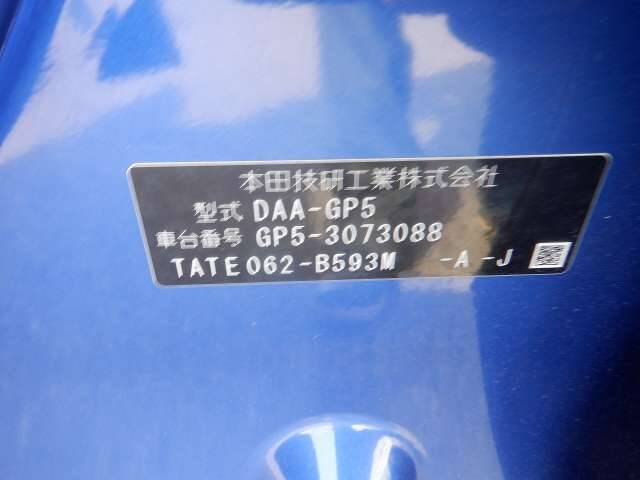 本田技研工業株式会社
型式 DAA-GP5
車台番号 GP5-3073088
TATE062-B593M -A -J